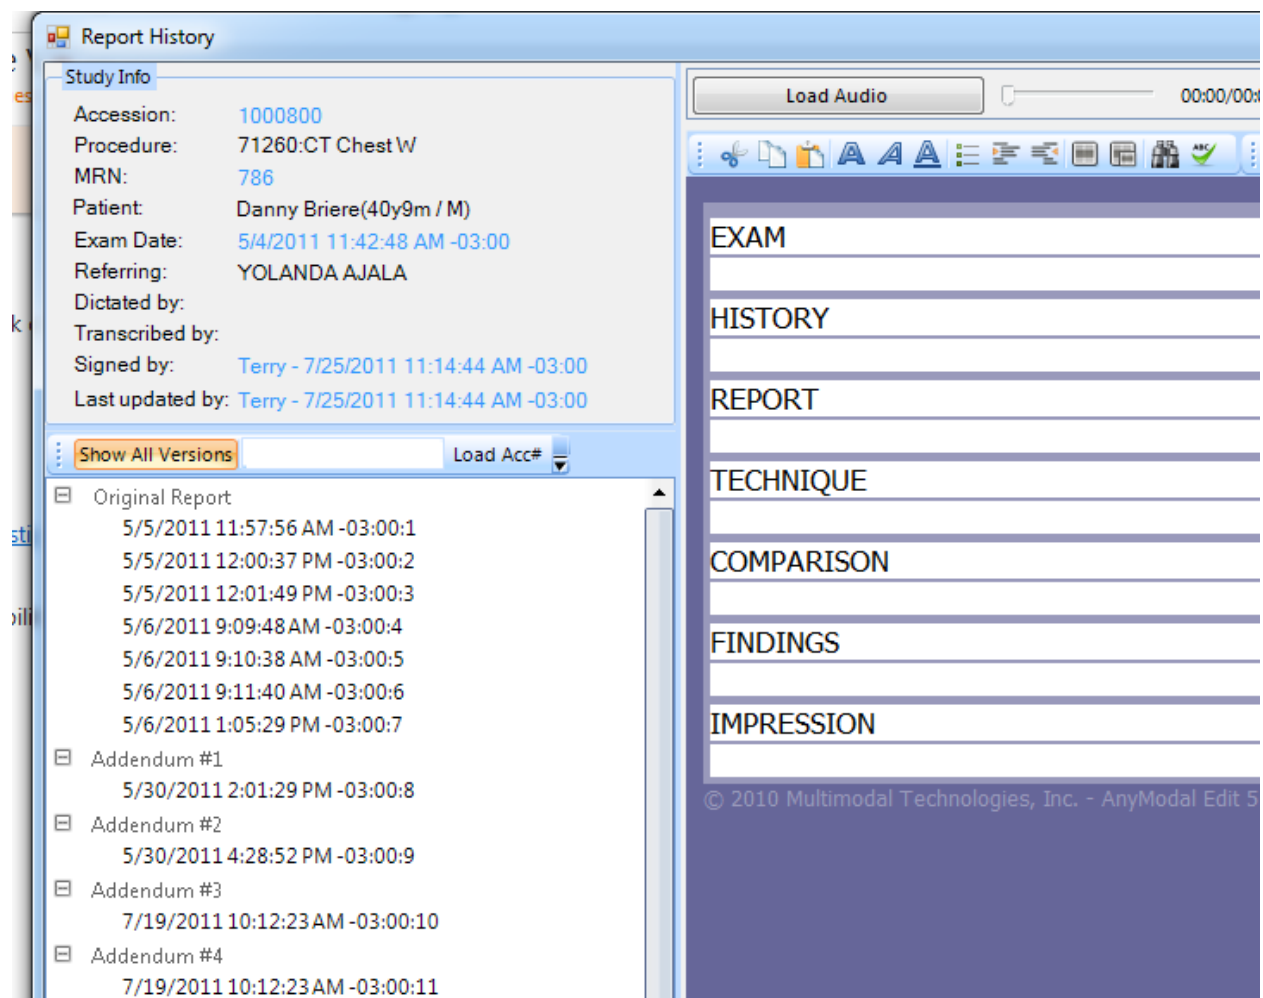 Report History
Study Info
Accession: 1000800
Procedure: 71260:CT Chest W
MRN: 786
Patient: Danny Briere(40y9m / M)
Exam Date: 5/4/2011 11:42:48 AM -03:00
Referring: YOLANDA AJALA
Dictated by:
Transcribed by:
Signed by: Terry - 7/25/2011 11:14:44 AM -03:00
Last updated by: Terry - 7/25/2011 11:14:44 AM -03:00
Show All Versions Load Acc#
Original Report
5/5/2011 11:57:56 AM -03:00:1
5/5/2011 12:00:37 PM -03:00:2
5/5/2011 12:01:49 PM -03:00:3
5/6/2011 9:09:48 AM -03:00:4
5/6/2011 9:10:38 AM -03:00:5
5/6/2011 9:11:40 AM -03:00:6
5/6/2011 1:05:29 PM -03:00:7
Addendum #1
5/30/2011 2:01:29 PM -03:00:8
Addendum #2
5/30/2011 4:28:52 PM -03:00:9
Addendum #3
7/19/2011 10:12:23 AM -03:00:10
Addendum #4
7/19/2011 10:12:23 AM -03:00:11
Load Audio 00:00/00:
ABC
EXAM
HISTORY
REPORT
TECHNIQUE
COMPARISON
FINDINGS
IMPRESSION
© 2010 Multimodal Technologies, Inc. - AnyModal Edit 5